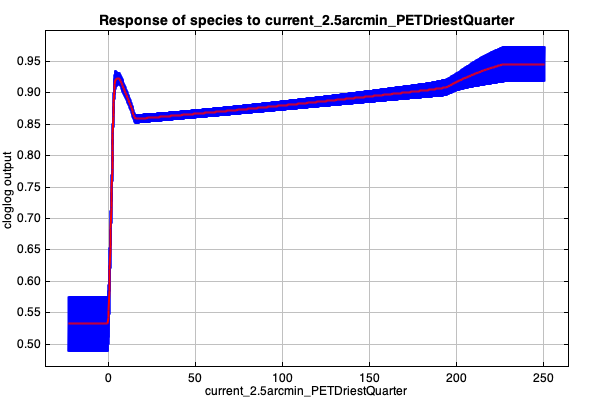 Response of species to current_2.5arcmin_PETDriestQuarter
cloglog output
0.95
0.90
0.85
0.80
0.75
0.70
0.65
0.60
0.55
0.50
0 50 100 150 200 250
current_2.5arcmin_PETDriestQuarter